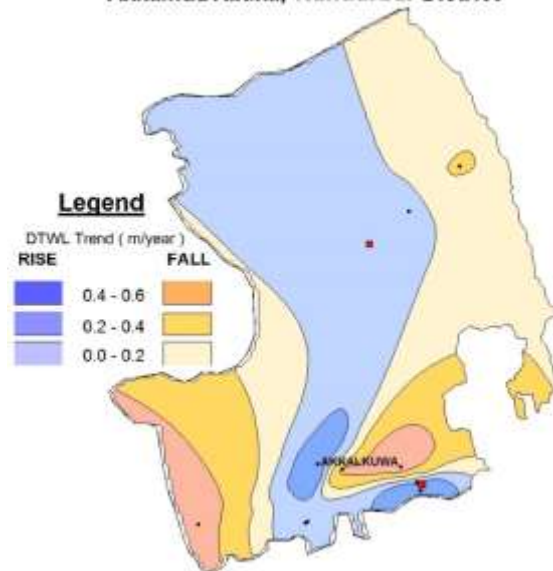 Legend
DTWL Trend ( m/year )
RISE FALL
0.4 - 0.6
0.2 - 0.4
0.0 - 0.2
AKKALKUWA